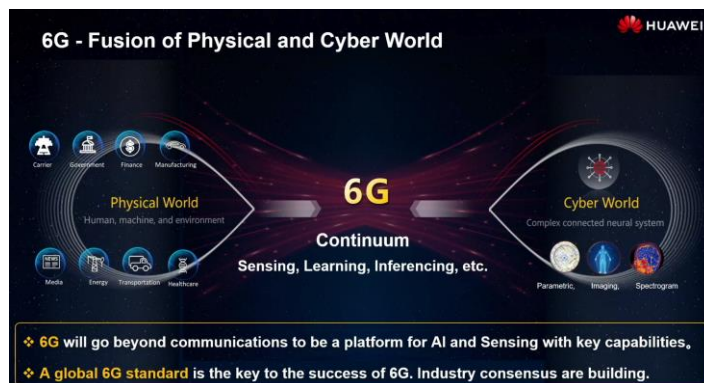 HUAWEI
6G - Fusion of Physical and Cyber World
Carrier Government Finance Manufacturing
Physical World
Human, machine, and environment
Media Energy Transportation Healthcare
6G
Continuum
Sensing, Learning, Inferencing, etc.
Cyber World
Complex connected neural system
Parametric, Imaging, Spectrogram
❖ 6G will go beyond communications to be a platform for AI and Sensing with key capabilities。
❖ A global 6G standard is the key to the success of 6G. Industry consensus are building.